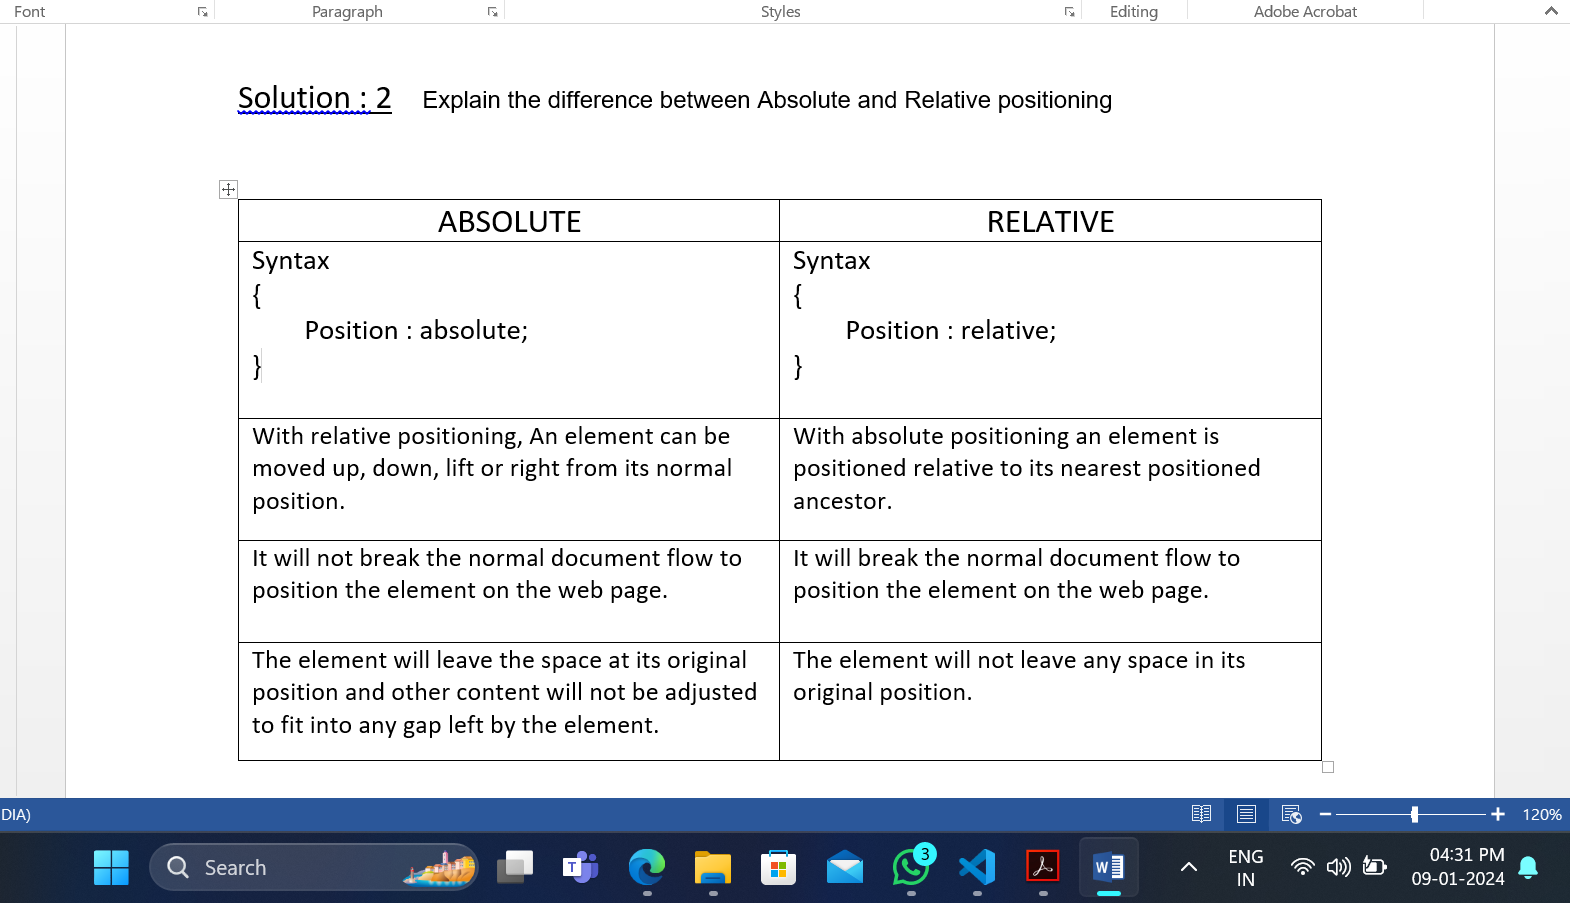 Font Paragraph Styles Editing Adobe Acrobat
Solution : 2 Explain the difference between Absolute and Relative positioning
ABSOLUTE RELATIVE
Syntax
{
Position : absolute;
}
Syntax
{
Position : relative;
}
With relative positioning, An element can be
moved up, down, lift or right from its normal
position.
With absolute positioning an element is
positioned relative to its nearest positioned
ancestor.
It will not break the normal document flow to
position the element on the web page.
It will break the normal document flow to
position the element on the web page.
The element will leave the space at its original
position and other content will not be adjusted
to fit into any gap left by the element.
The element will not leave any space in its
original position.
DIA) 120%
Search
T
3
W
ENG
IN
04:31 PM
09-01-2024